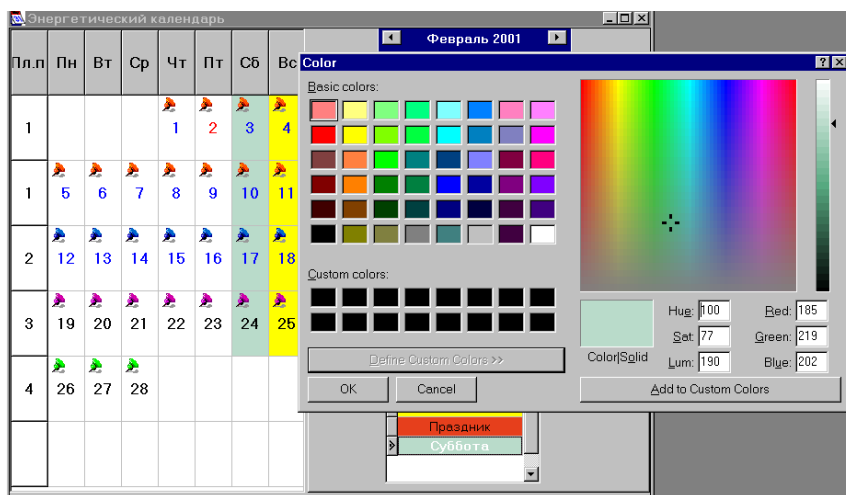 Энергетический календарь
Февраль 2001
Пл.п Пн Вт Ср Чт Пт Сб Вс
1 1 2 3 4
1 5 6 7 8 9 10 11
2 12 13 14 15 16 17 18
3 19 20 21 22 23 24 25
4 26 27 28
Color
Basic colors:
Custom colors:
Define Custom Colors >>
OK Cancel
Color|Solid
Hue: 100 Red: 185
Sat: 77 Green: 219
Lum: 190 Blue: 202
Add to Custom Colors
Праздник
Суббота